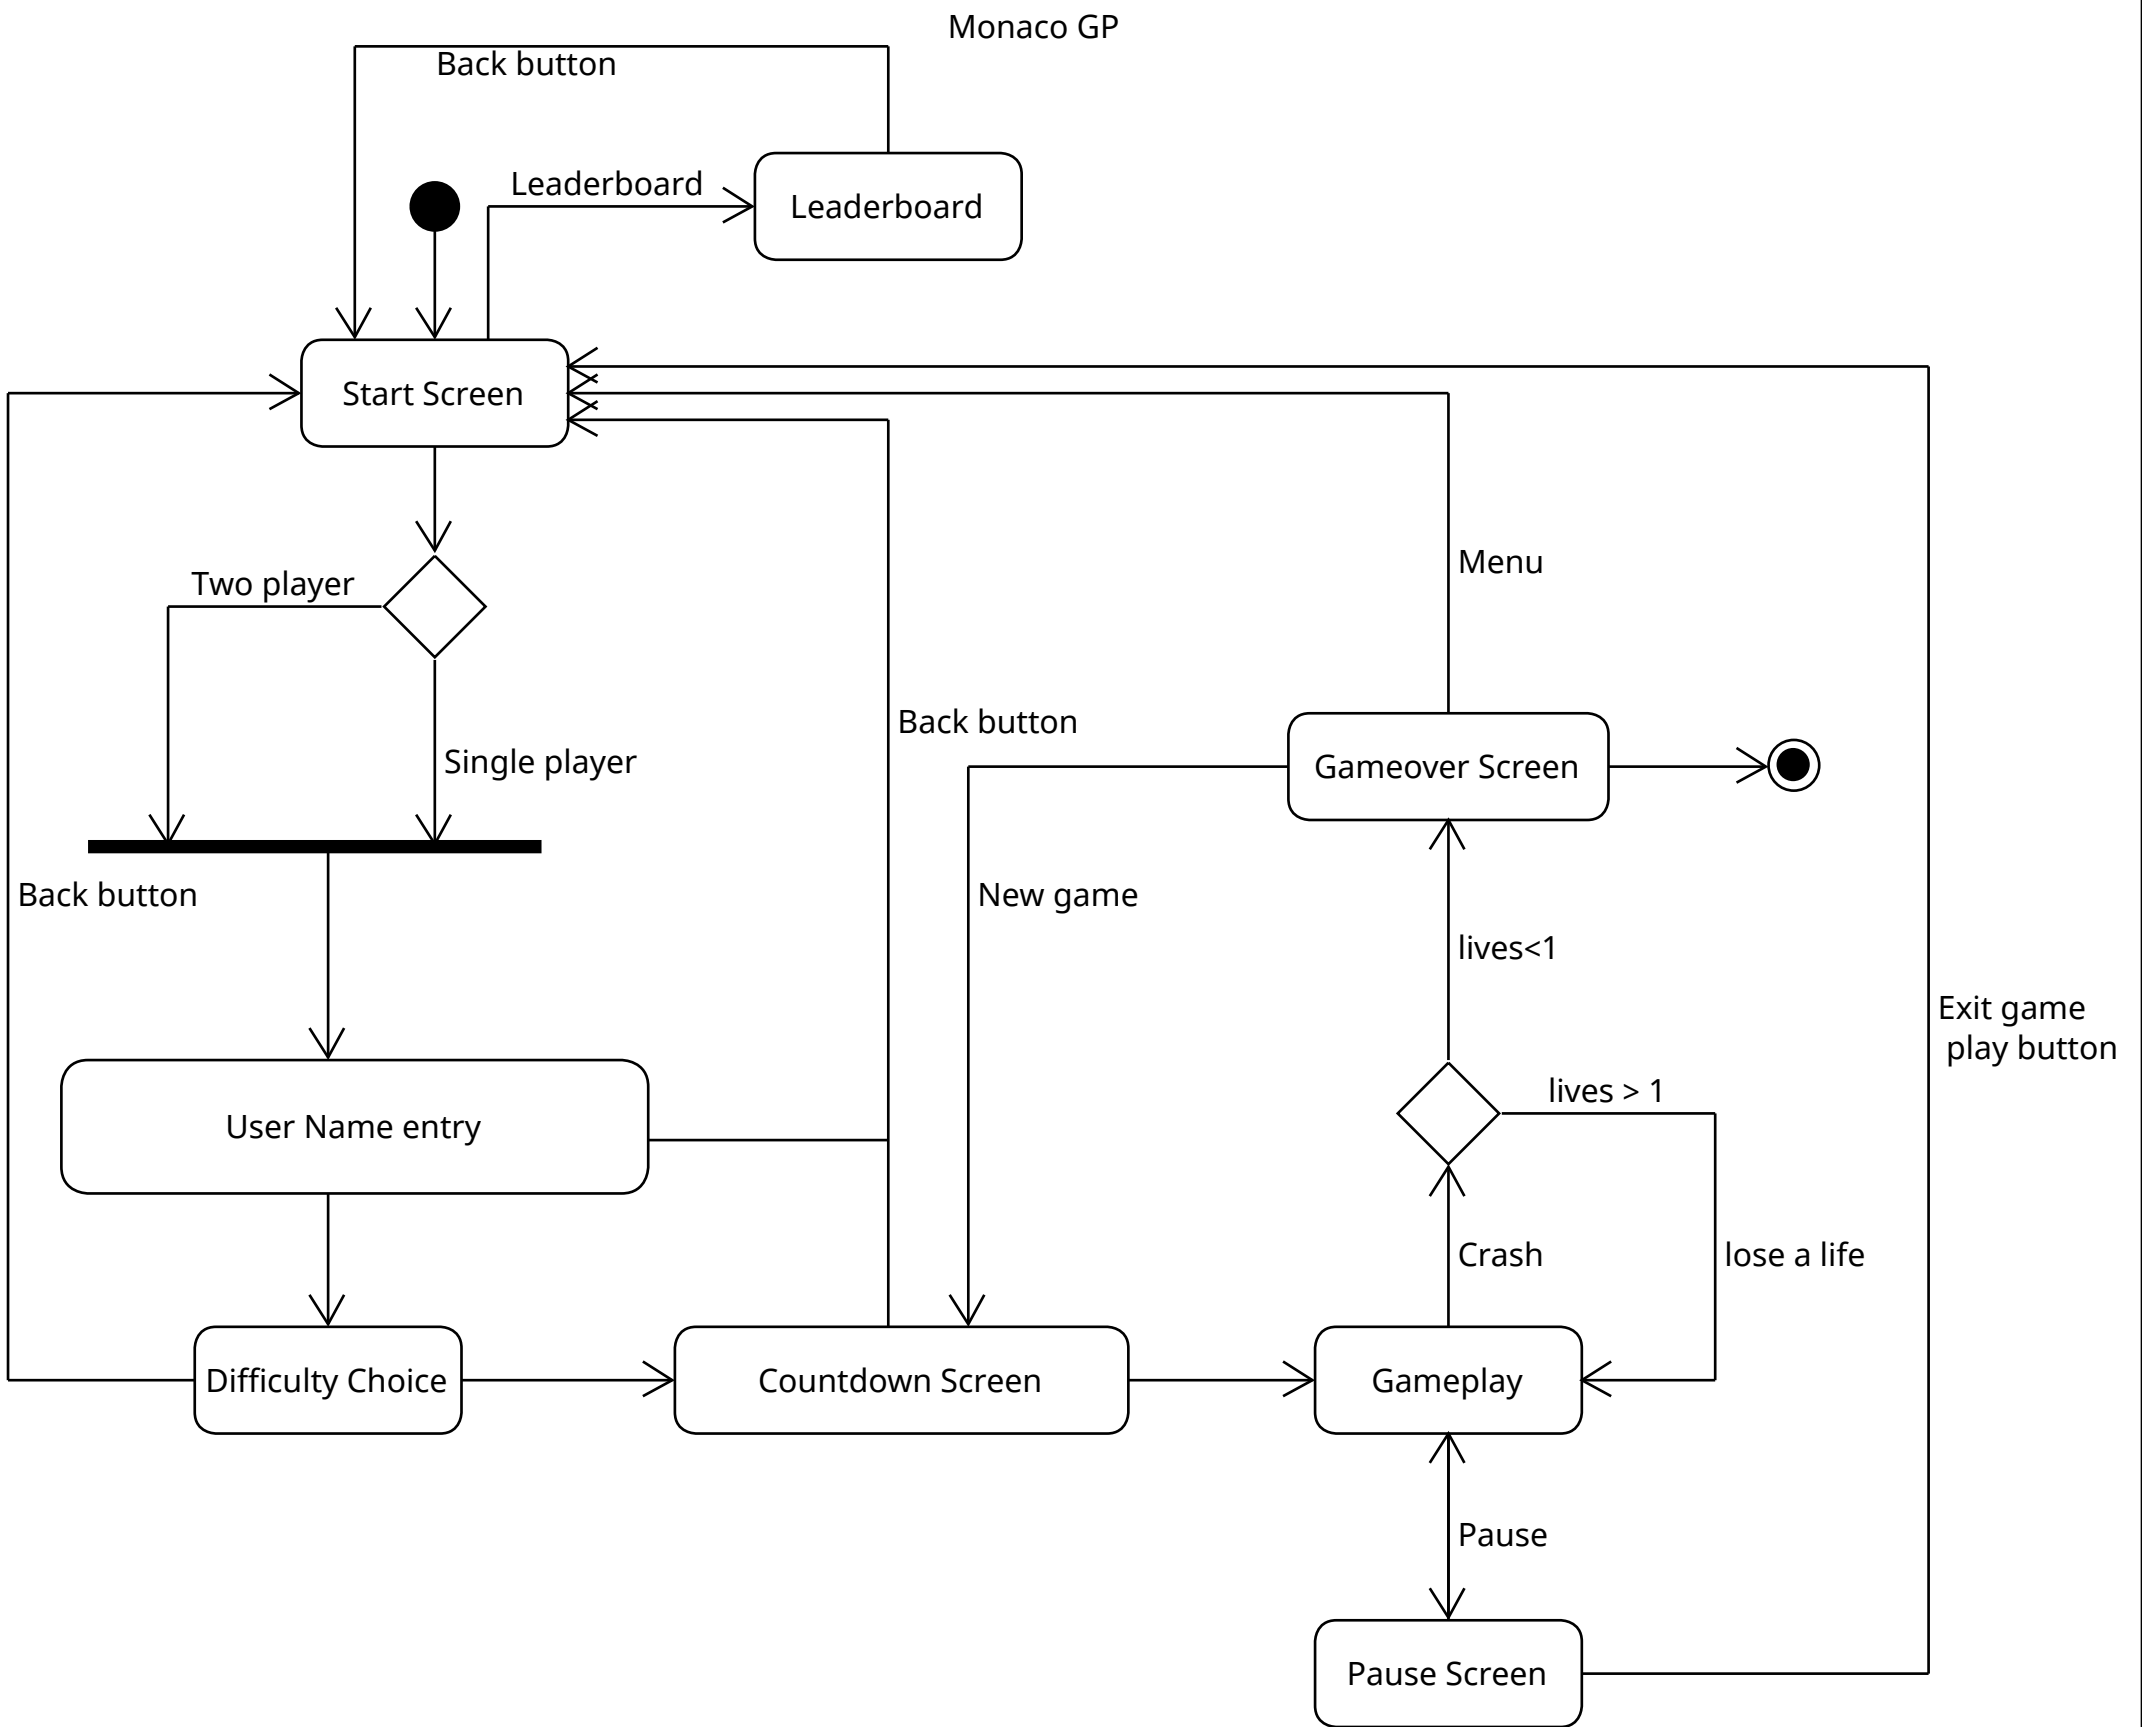 Monaco GP
Back button
Leaderboard
Leaderboard
Start Screen
Menu
Two player
Back button
Single player
Gameover Screen
Back button
New game
lives<1
Exit game
play button
lives > 1
User Name entry
Crash
lose a life
Difficulty Choice
Countdown Screen
Gameplay
Pause
Pause Screen